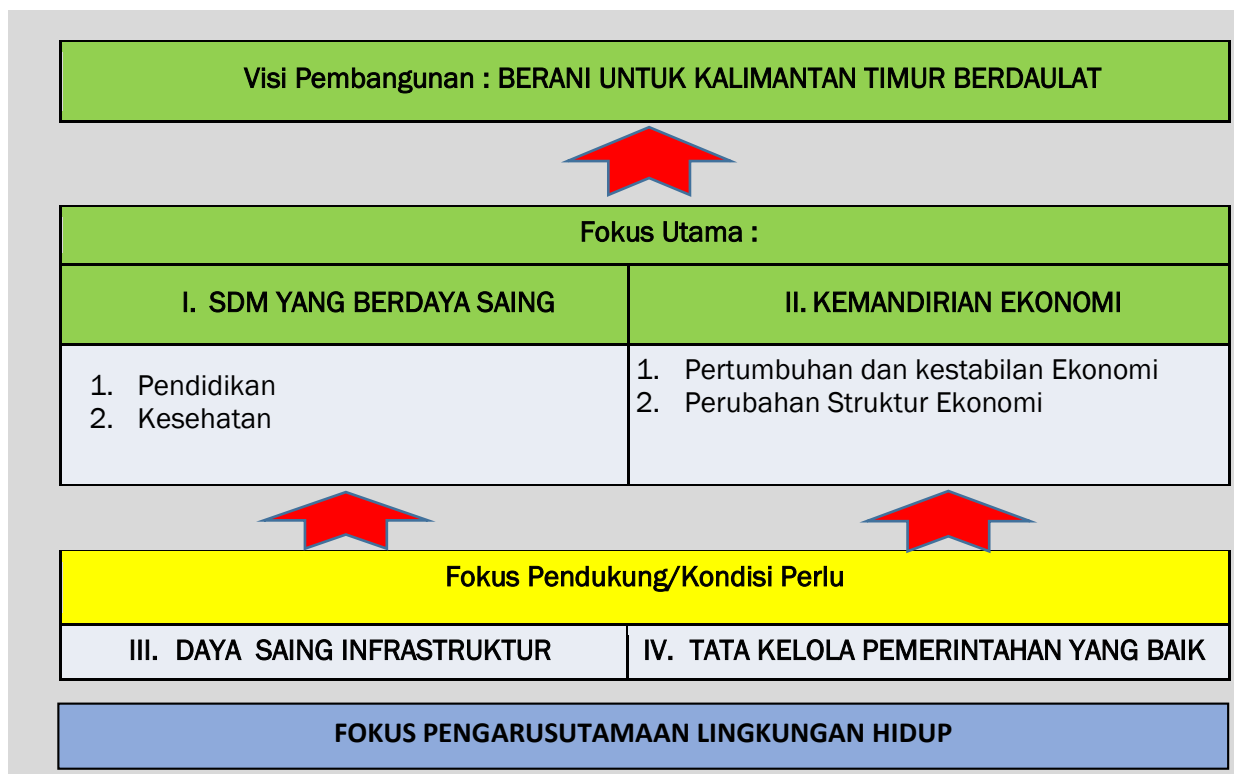 Visi Pembangunan : BERANI UNTUK KALIMANTAN TIMUR BERDAULAT
Fokus Utama :
I. SDM YANG BERDAYA SAING
II. KEMANDIRIAN EKONOMI
1. Pendidikan
2. Kesehatan
1. Pertumbuhan dan kestabilan Ekonomi
2. Perubahan Struktur Ekonomi
Fokus Pendukung/Kondisi Perlu
III. DAYA SAING INFRASTRUKTUR
IV. TATA KELOLA PEMERINTAHAN YANG BAIK
FOKUS PENGARUSUTAMAAN LINGKUNGAN HIDUP